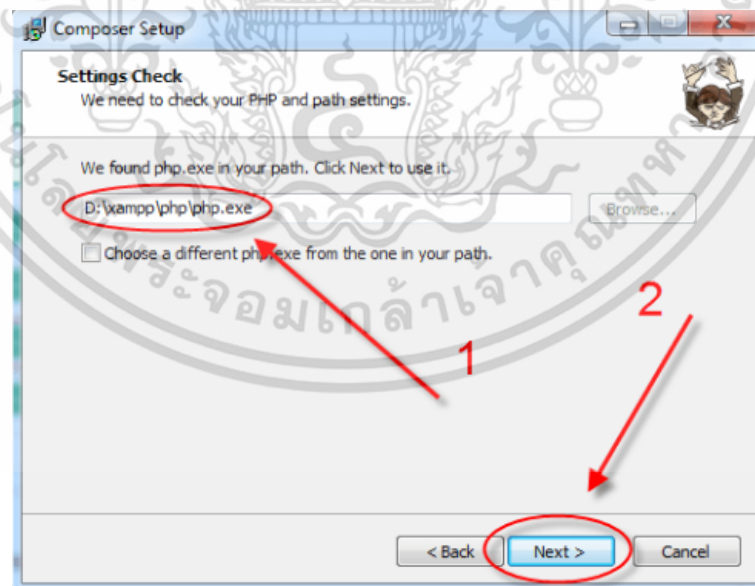 Composer Setup
Settings Check
We need to check your PHP and path settings.
We found php.exe in your path. Click Next to use it.
D:\xampp\php\php.exe
Browse...
Choose a different php.exe from the one in your path.
1
2
< Back
Next >
Cancel